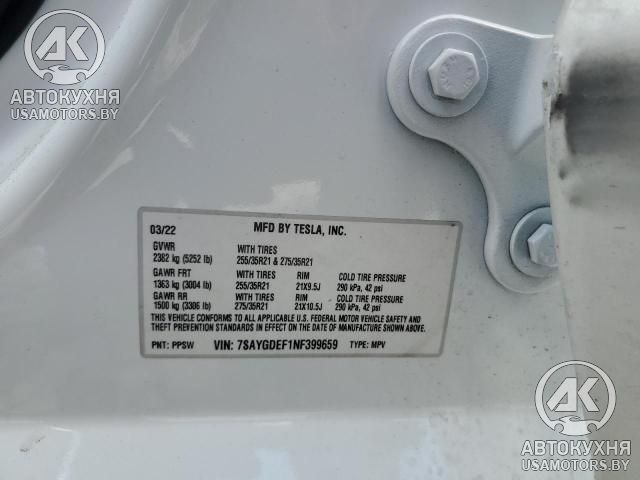 АК
АВТОКУХНЯ
USAMOTORS.BY
03/22 MFD BY TESLA, INC.
GVWR WITH TIRES
2382 kg (5252 lb) 255/35R21 & 275/35R21
GAWR FRT WITH TIRES RIM COLD TIRE PRESSURE
1363 kg (3004 lb) 255/35R21 21X9.5J 290 kPa, 42 psi
GAWR RR WITH TIRES RIM COLD TIRE PRESSURE
1500 kg (3306 lb) 275/35R21 21X10.5J 290 kPa, 42 psi
THIS VEHICLE CONFORMS TO ALL APPLICABLE U.S. FEDERAL MOTOR VEHICLE SAFETY AND
THEFT PREVENTION STANDARDS IN EFFECT ON THE DATE OF MANUFACTURE SHOWN ABOVE.
PNT: PPSW VIN: 7SAYGDEF1NF399659 TYPE: MPV
АК
АВТОКУХНЯ
USAMOTORS.BY